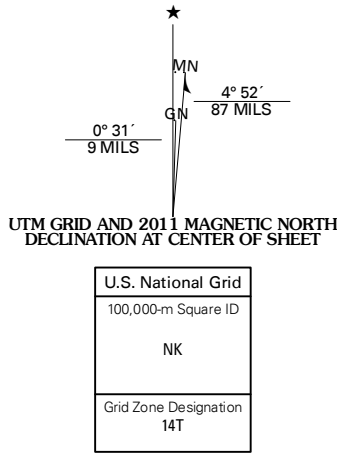 ★
MN
GN
4° 52´
87 MILS
0° 31´
9 MILS
UTM GRID AND 2011 MAGNETIC NORTH
DECLINATION AT CENTER OF SHEET
U.S. National Grid
100,000-m Square ID
NK
Grid Zone Designation
14T